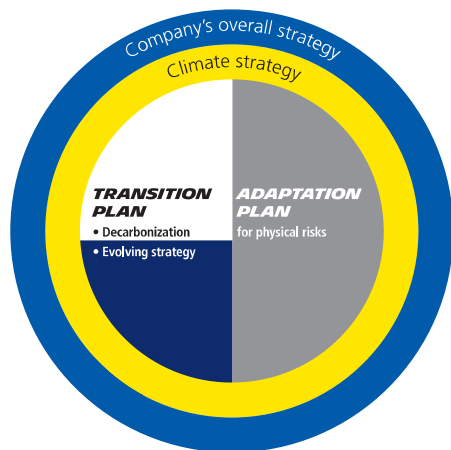 Company's overall strategy
Climate strategy
TRANSITION
PLAN
• Decarbonization
• Evolving strategy
ADAPTATION
PLAN
for physical risks